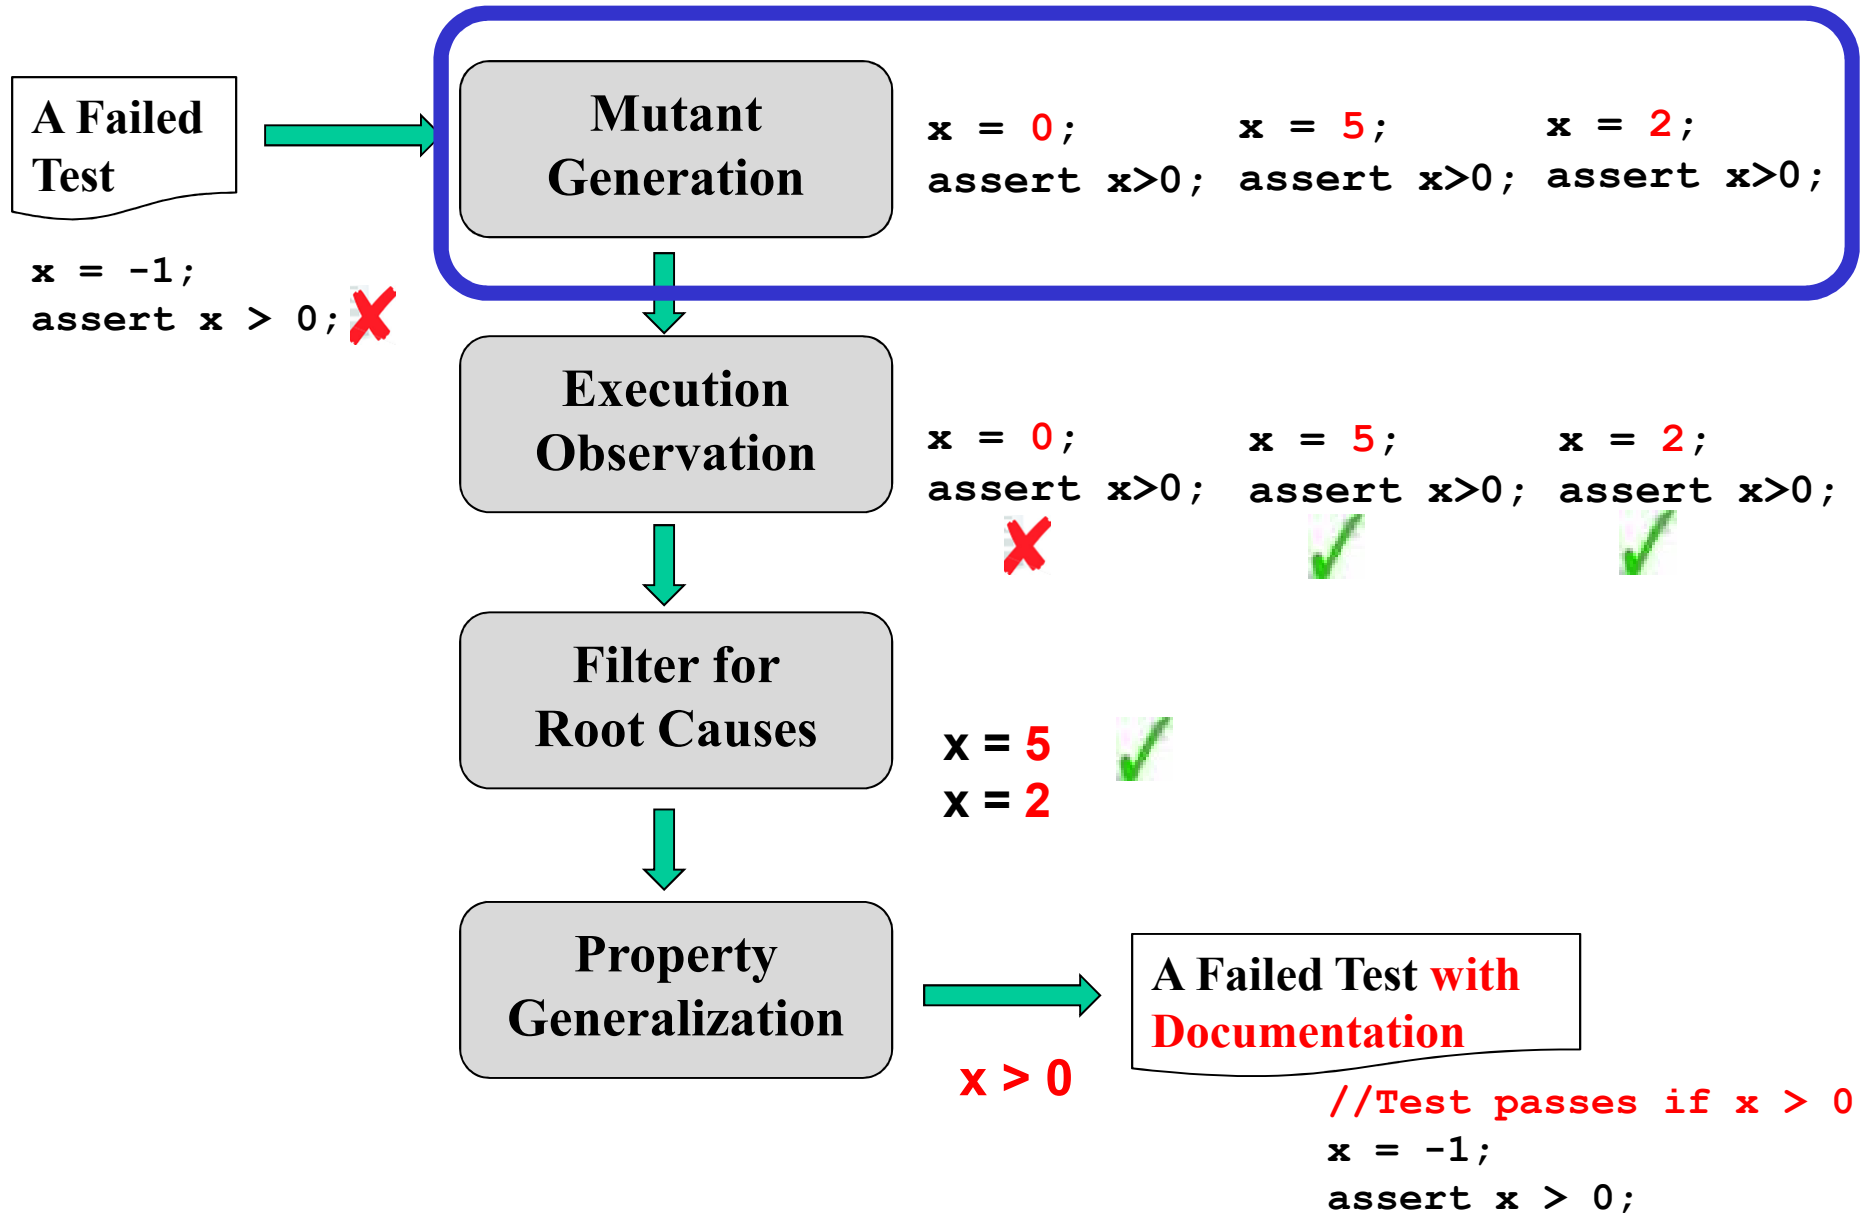 A Failed
Test
x = -1;
assert x > 0;
Mutant
Generation
x = 0;
assert x>0;
x = 5;
assert x>0;
x = 2;
assert x>0;
Execution
Observation
x = 0;
assert x>0;
x = 5;
assert x>0;
x = 2;
assert x>0;
Filter for
Root Causes
x = 5
x = 2
Property
Generalization
x > 0
A Failed Test with
Documentation
//Test passes if x > 0
x = -1;
assert x > 0;